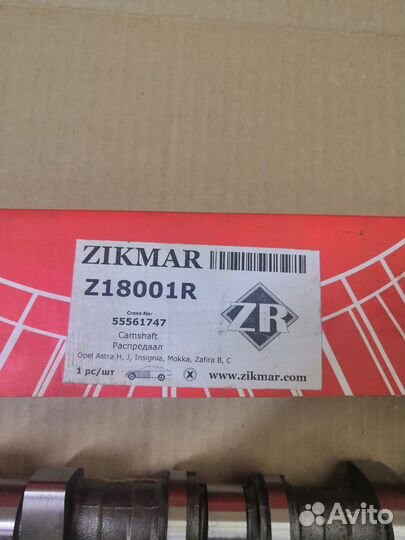 ZIKMAR
Z18001R
Cross No:
55561747
Camshaft
Распредвал
Opel Astra H, J, Insignia, Mokka, Zafira B, C
1 pc/шт
X
www.zikmar.com
ZR
Avito